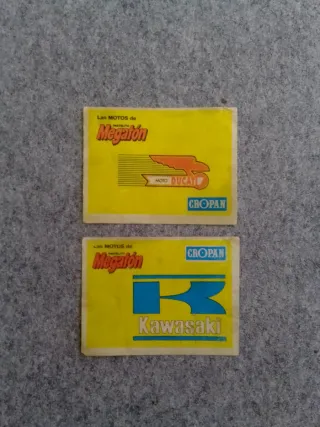 Las MOTOS de
Megatón
MOTO DUCATI
CROPAN
Las MOTOS de
Megatón
CROPAN
Kawasaki